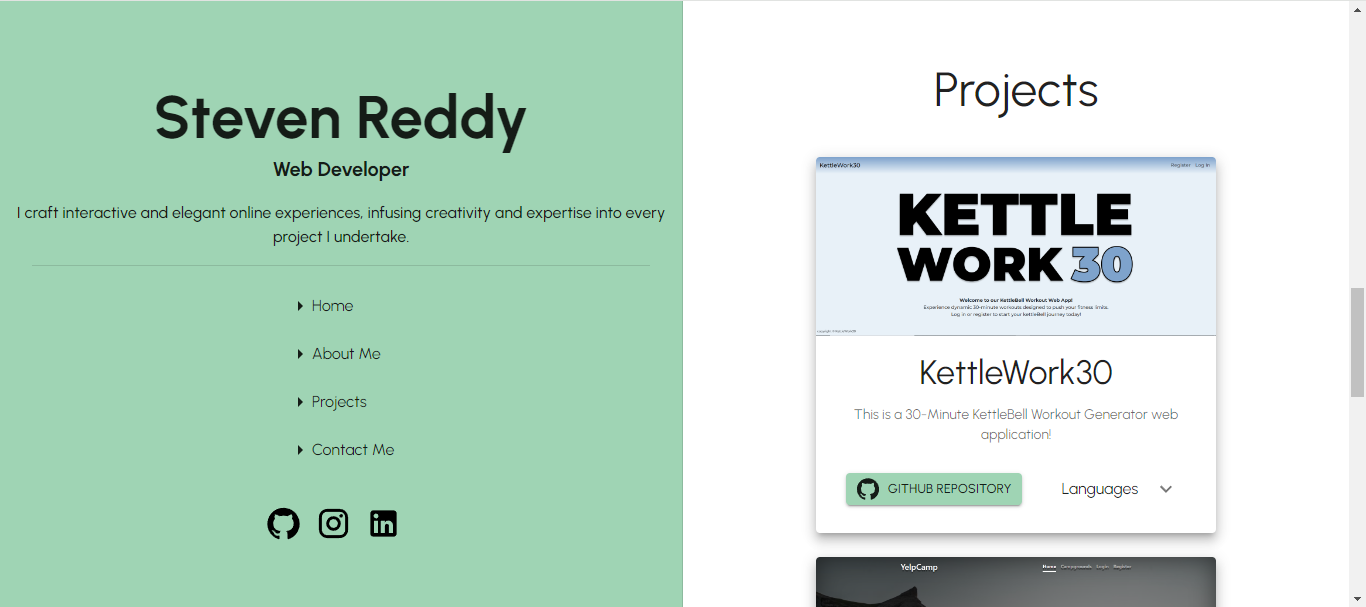 Steven Reddy
Web Developer
I craft interactive and elegant online experiences, infusing creativity and expertise into every
project I undertake.
Home
About Me
Projects
Contact Me
Projects
KettleWork30
Register Log In
KETTLE
WORK 30
Welcome to our KettleBell Workout Web App!
Experience dynamic 30-minute workouts designed to push your fitness limits.
Log in or register to start your kettleBell journey today!
KettleWork30
This is a 30-Minute KettleBell Workout Generator web
application!
GITHUB REPOSITORY
Languages
YelpCamp
Home Campgrounds Login Register